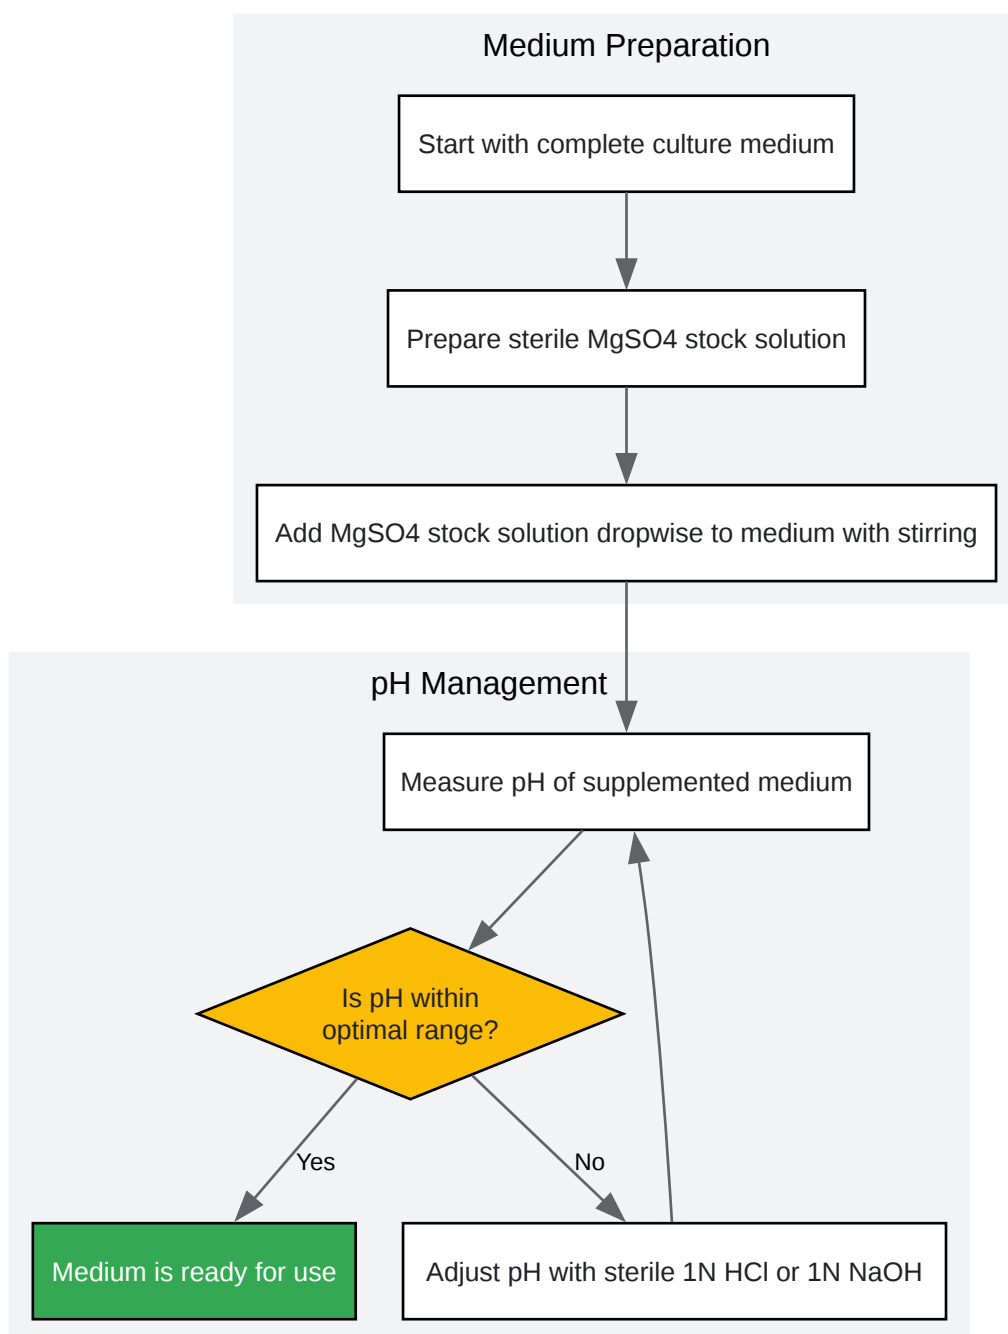 Medium Preparation
Start with complete culture medium
Prepare sterile MgSO4 stock solution
Add MgSO4 stock solution dropwise to medium with stirring
pH Management
Measure pH of supplemented medium
Is pH within
optimal range?
Yes
No
Medium is ready for use
Adjust pH with sterile 1N HCl or 1N NaOH